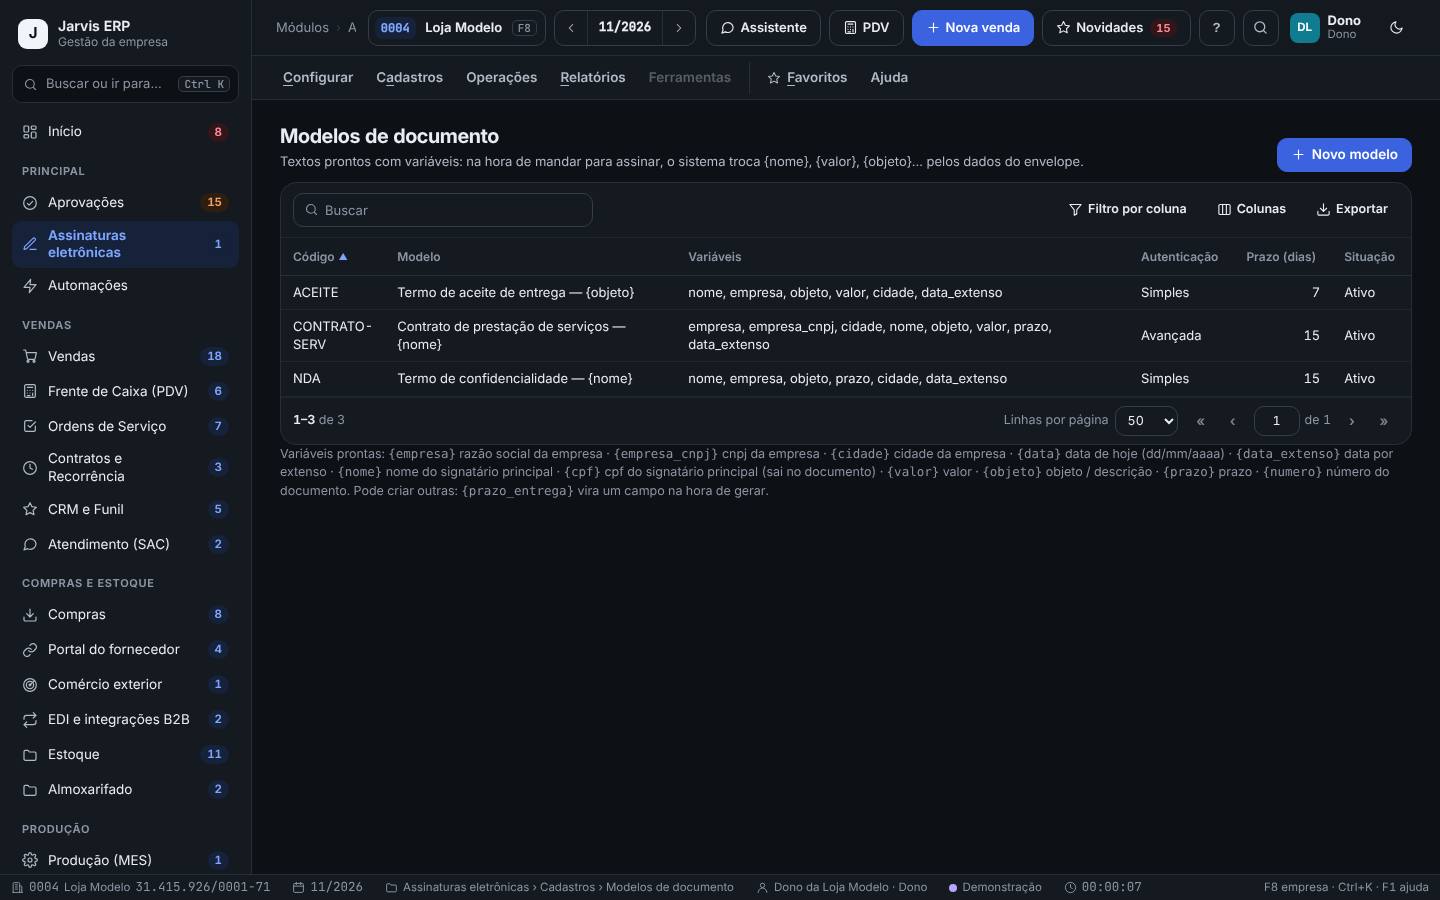 J
Jarvis ERP
Gestão da empresa
Buscar ou ir para... Ctrl K
Início 8
PRINCIPAL
Aprovações 15
Assinaturas
eletrônicas 1
Automações
VENDAS
Vendas 18
Frente de Caixa (PDV) 6
Ordens de Serviço 7
Contratos e
Recorrência 3
CRM e Funil 5
Atendimento (SAC) 2
COMPRAS E ESTOQUE
Compras 8
Portal do fornecedor 4
Comércio exterior 1
EDI e integrações B2B 2
Estoque 11
Almoxarifado 2
PRODUÇÃO
Produção (MES) 1
Módulos › A 0004 Loja Modelo F8 ‹ 11/2026 › Assistente PDV + Nova venda Novidades 15 ? DL Dono
Dono
Configurar Cadastros Operações Relatórios Ferramentas Favoritos Ajuda
Modelos de documento
Textos prontos com variáveis: na hora de mandar para assinar, o sistema troca {nome}, {valor}, {objeto}... pelos dados do envelope.
+ Novo modelo
Buscar Filtro por coluna Colunas Exportar
Código ▲ Modelo Variáveis Autenticação Prazo (dias) Situação
ACEITE Termo de aceite de entrega — {objeto} nome, empresa, objeto, valor, cidade, data_extenso Simples 7 Ativo
CONTRATO- Contrato de prestação de serviços — empresa, empresa_cnpj, cidade, nome, objeto, valor, prazo, Avançada 15 Ativo
SERV {nome} data_extenso
NDA Termo de confidencialidade — {nome} nome, empresa, objeto, prazo, cidade, data_extenso Simples 15 Ativo
1–3 de 3 Linhas por página 50 « ‹ 1 de 1 › »
Variáveis prontas: {empresa} razão social da empresa · {empresa_cnpj} cnpj da empresa · {cidade} cidade da empresa · {data} data de hoje (dd/mm/aaaa) · {data_extenso} data por
extenso · {nome} nome do signatário principal · {cpf} cpf do signatário principal (sai no documento) · {valor} valor · {objeto} objeto / descrição · {prazo} prazo · {numero} número do
documento. Pode criar outras: {prazo_entrega} vira um campo na hora de gerar.
0004 Loja Modelo 31.415.926/0001-71 11/2026 Assinaturas eletrônicas › Cadastros › Modelos de documento Dono da Loja Modelo · Dono Demonstração 00:00:07 F8 empresa · Ctrl+K · F1 ajuda